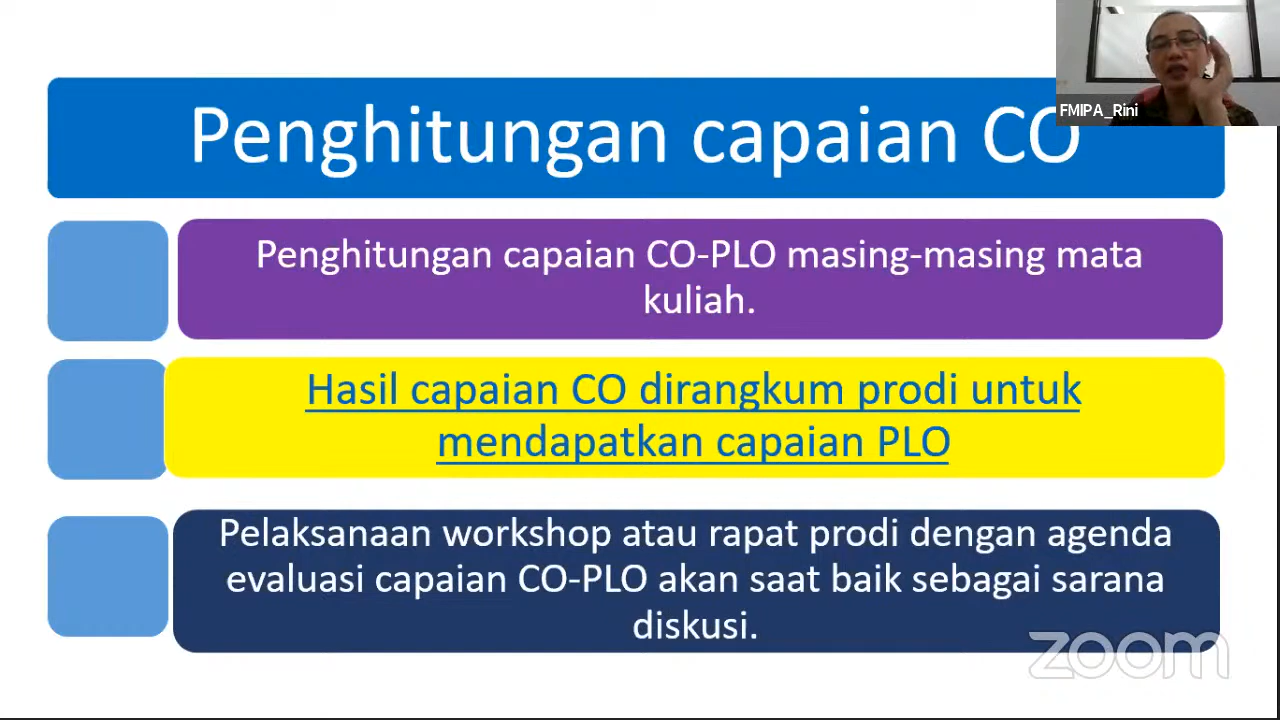 FMIPA_Rini
Penghitungan capaian CO
Penghitungan capaian CO-PLO masing-masing mata
kuliah.
Hasil capaian CO dirangkum prodi untuk
mendapatkan capaian PLO
Pelaksanaan workshop atau rapat prodi dengan agenda
evaluasi capaian CO-PLO akan saat baik sebagai sarana
diskusi.
zoom